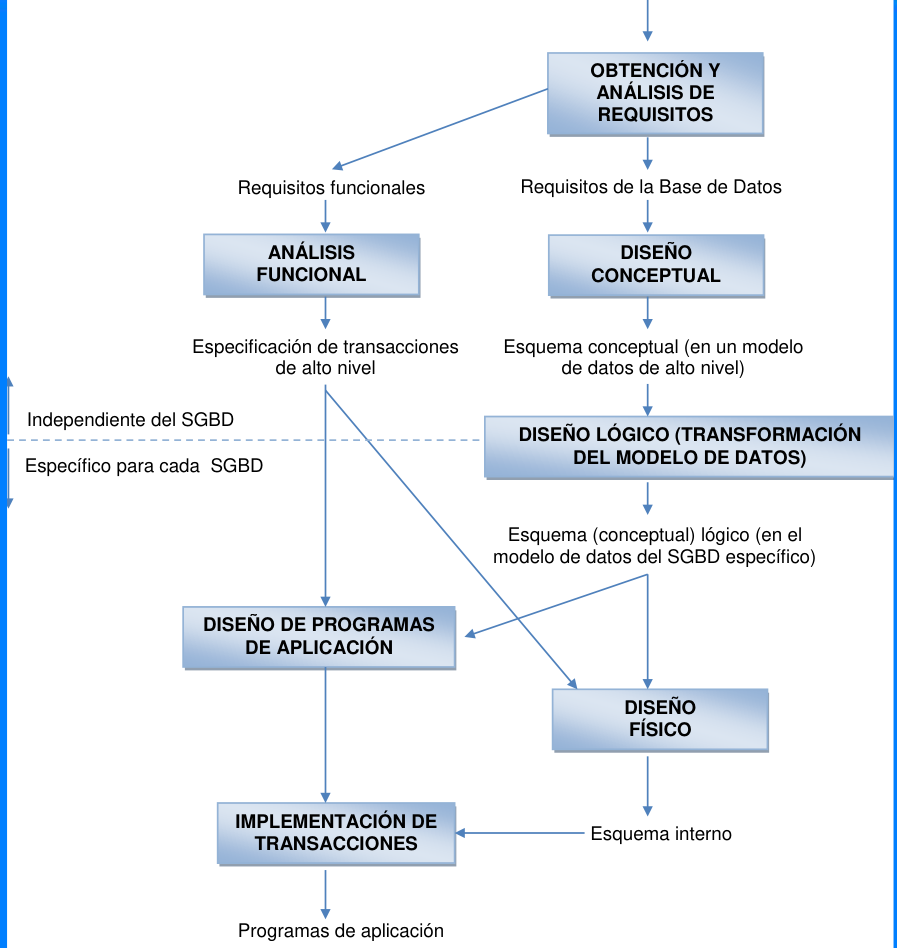 OBTENCIÓN Y
ANÁLISIS DE
REQUISITOS
Requisitos funcionales
Requisitos de la Base de Datos
ANÁLISIS
FUNCIONAL
DISEÑO
CONCEPTUAL
Especificación de transacciones
de alto nivel
Esquema conceptual (en un modelo
de datos de alto nivel)
Independiente del SGBD
Específico para cada SGBD
DISEÑO LÓGICO (TRANSFORMACIÓN
DEL MODELO DE DATOS)
Esquema (conceptual) lógico (en el
modelo de datos del SGBD específico)
DISEÑO DE PROGRAMAS
DE APLICACIÓN
DISEÑO
FÍSICO
IMPLEMENTACIÓN DE
TRANSACCIONES
Esquema interno
Programas de aplicación